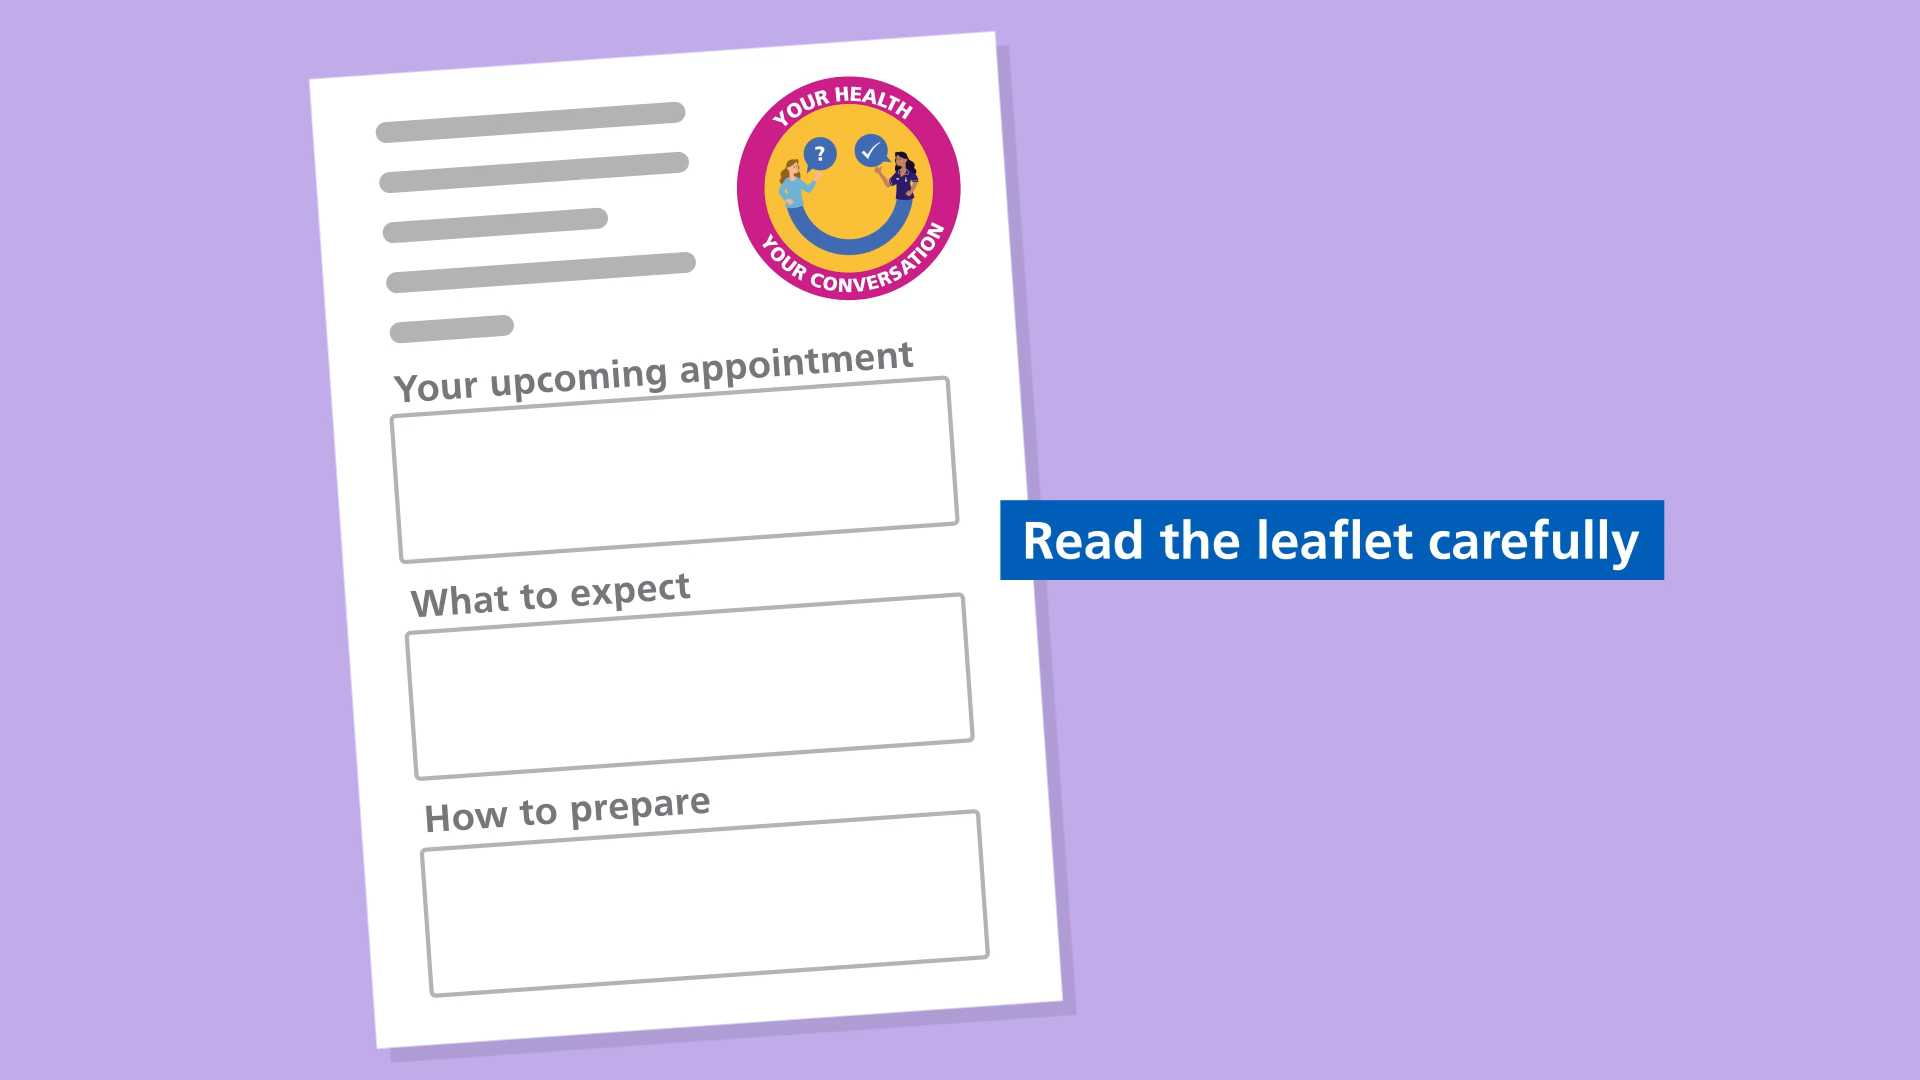 YOUR HEALTH
?
YOUR CONVERSATION
Your upcoming appointment
What to expect
How to prepare
Read the leaflet carefully